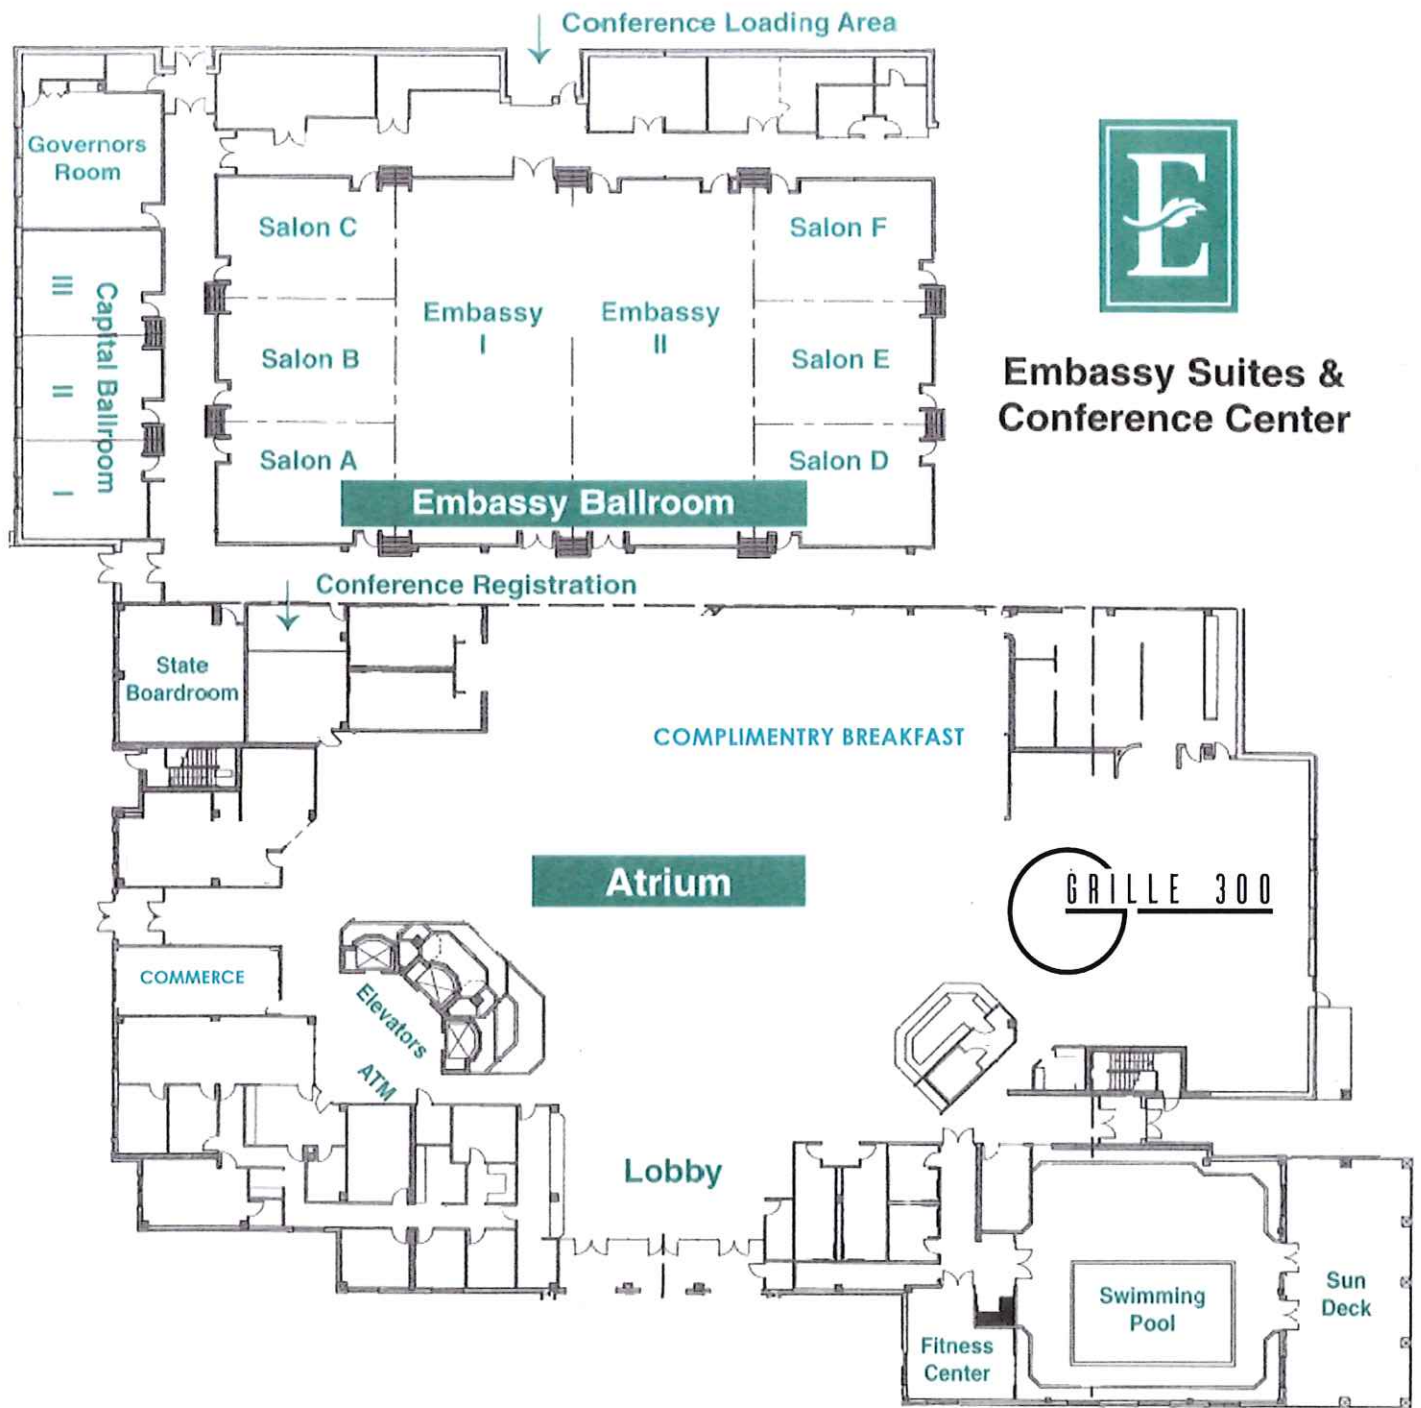 Conference Loading Area
Governors
Room
Salon C
Salon F
E
III
Capital Ballroom
Embassy
I
Embassy
II
Salon B
Salon E
II
Embassy Suites &
Conference Center
Salon A
Salon D
I
Embassy Ballroom
Conference Registration
State
Boardroom
COMPLIMENTRY BREAKFAST
Atrium
GRILLE 300
COMMERCE
Elevators
ATM
Lobby
Swimming
Pool
Sun
Deck
Fitness
Center